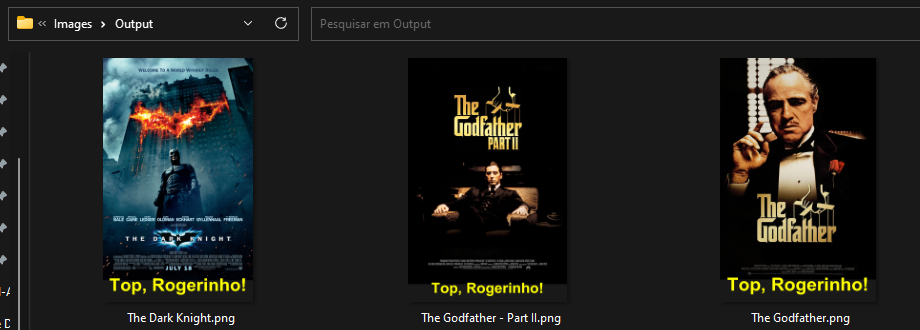 Images > Output
Pesquisar em Output
WELCOME TO A WORLD WITHOUT RULES.
BALE CAINE LEDGER OLDMAN ECKHART GYLLENHAAL FREEMAN
THE DARK KNIGHT
JULY 18
Top, Rogerinho!
The Godfather
PART II
Top, Rogerinho!
The Godfather
Top, Rogerinho!
The Dark Knight.png
The Godfather - Part II.png
The Godfather.png